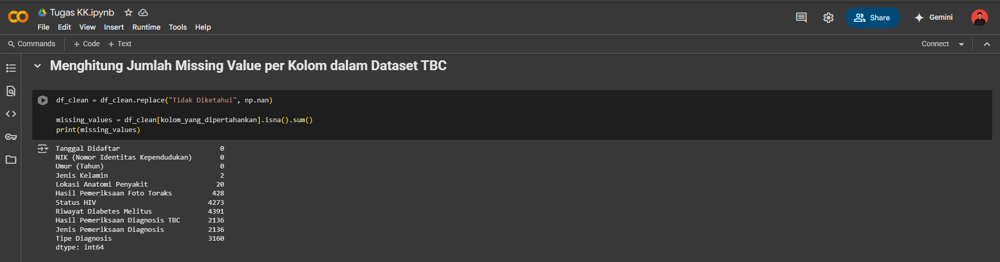 Tugas KK.ipynb
File Edit View Insert Runtime Tools Help
Share
Gemini
Commands + Code + Text
Connect
Menghitung Jumlah Missing Value per Kolom dalam Dataset TBC
df_clean = df_clean.replace("Tidak Diketahui", np.nan)
missing_values = df_clean[kolom_yang_dipertahankan].isna().sum()
print(missing_values)
Tanggal Didaftar 0
NIK (Nomor Identitas Kependudukan) 0
Umur (Tahun) 0
Jenis Kelamin 2
Lokasi Anatomi Penyakit 20
Hasil Pemeriksaan Foto Toraks 428
Status HIV 4273
Riwayat Diabetes Melitus 4391
Hasil Pemeriksaan Diagnosis TBC 2136
Jenis Pemeriksaan Diagnosis 2136
Tipe Diagnosis 3160
dtype: int64